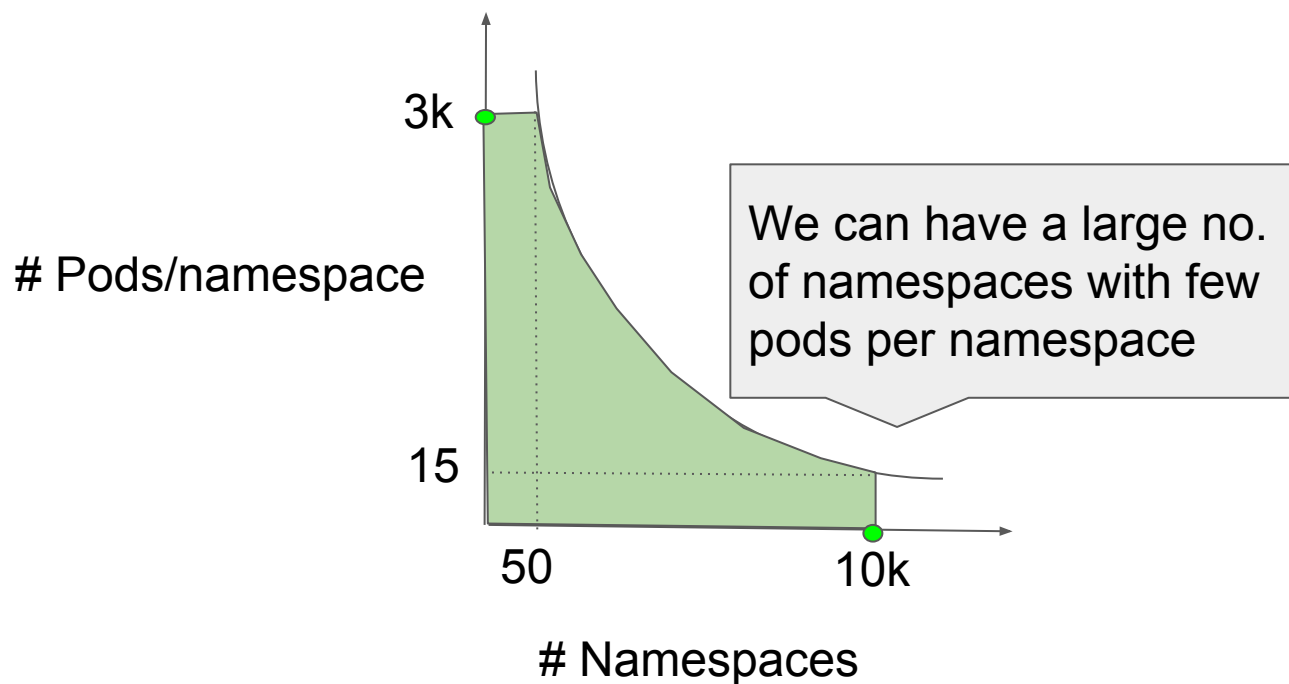 3k
# Pods/namespace
We can have a large no.
of namespaces with few
pods per namespace
15
50
10k
# Namespaces